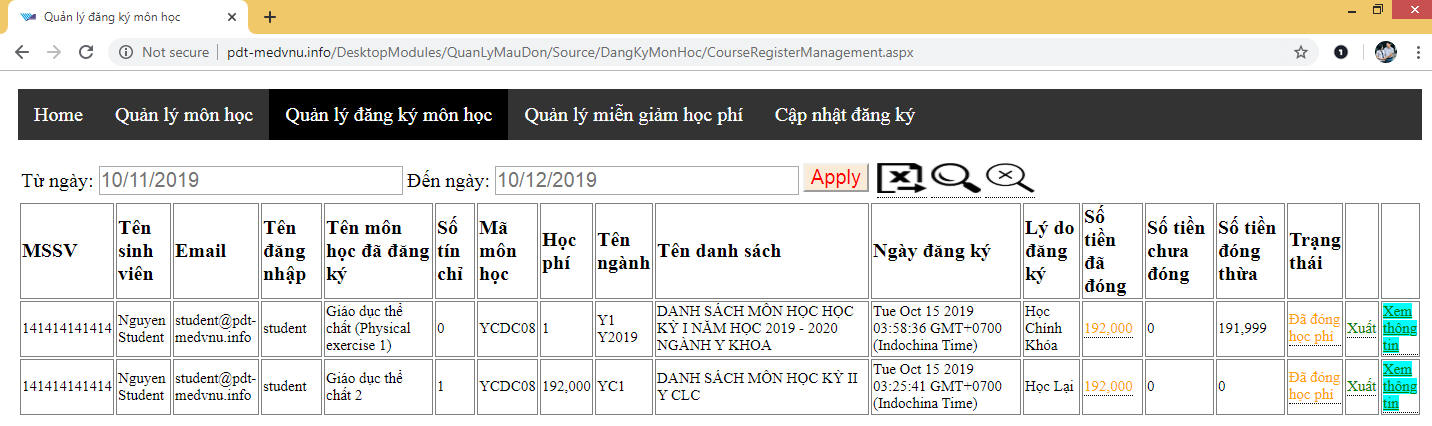 Quản lý đăng ký môn học
Not secure | pdt-medvnu.info/DesktopModules/QuanLyMauDon/Source/DangKyMonHoc/CourseRegisterManagement.aspx
Home Quản lý môn học Quản lý đăng ký môn học Quản lý miễn giảm học phí Cập nhật đăng ký
Từ ngày: 10/11/2019 Đến ngày: 10/12/2019 Apply
MSSV
Tên
sinh
viên
Email
Tên
đăng
nhập
Tên môn
học đã đăng
ký
Số
tín
chỉ
Mã
môn
học
Học
phí
Tên
ngành
Tên danh sách
Ngày đăng ký
Lý do
đăng
ký
Số
tiền
đã
đóng
Số tiền
chưa
đóng
Số tiền
đóng
thừa
Trạng
thái
141414141414
Nguyen
Student
student@pdt-
medvnu.info
student
Giáo dục thể
chất (Physical
exercise 1)
0
YCDC08
1
Y1
Y2019
DANH SÁCH MÔN HỌC HỌC
KỲ I NĂM HỌC 2019 - 2020
NGÀNH Y KHOA
Tue Oct 15 2019
03:58:36 GMT+0700
(Indochina Time)
Học
Chính
Khóa
192,000
0
191,999
Đã đóng
học phí
Xuất
Xem
thông
tin
141414141414
Nguyen
Student
student@pdt-
medvnu.info
student
Giáo dục thể
chất 2
1
YCDC08
192,000
YC1
DANH SÁCH MÔN HỌC KỲ II
Y CLC
Tue Oct 15 2019
03:25:41 GMT+0700
(Indochina Time)
Học Lại
192,000
0
0
Đã đóng
học phí
Xuất
Xem
thông
tin